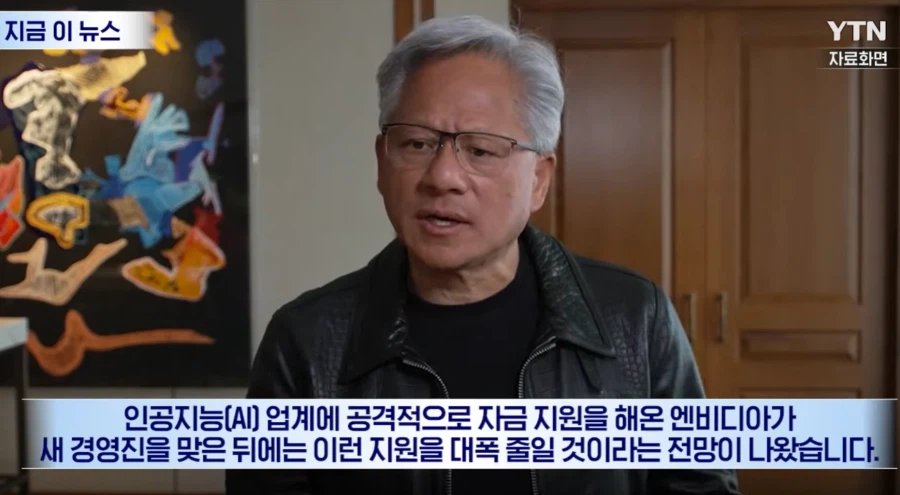 지금 이 뉴스
YTN
자료화면
인공지능(AI) 업계에 공격적으로 자금 지원을 해온 엔비디아가
새 경영진을 맞은 뒤에는 이런 지원을 대폭 줄일 것이라는 전망이 나왔습니다.